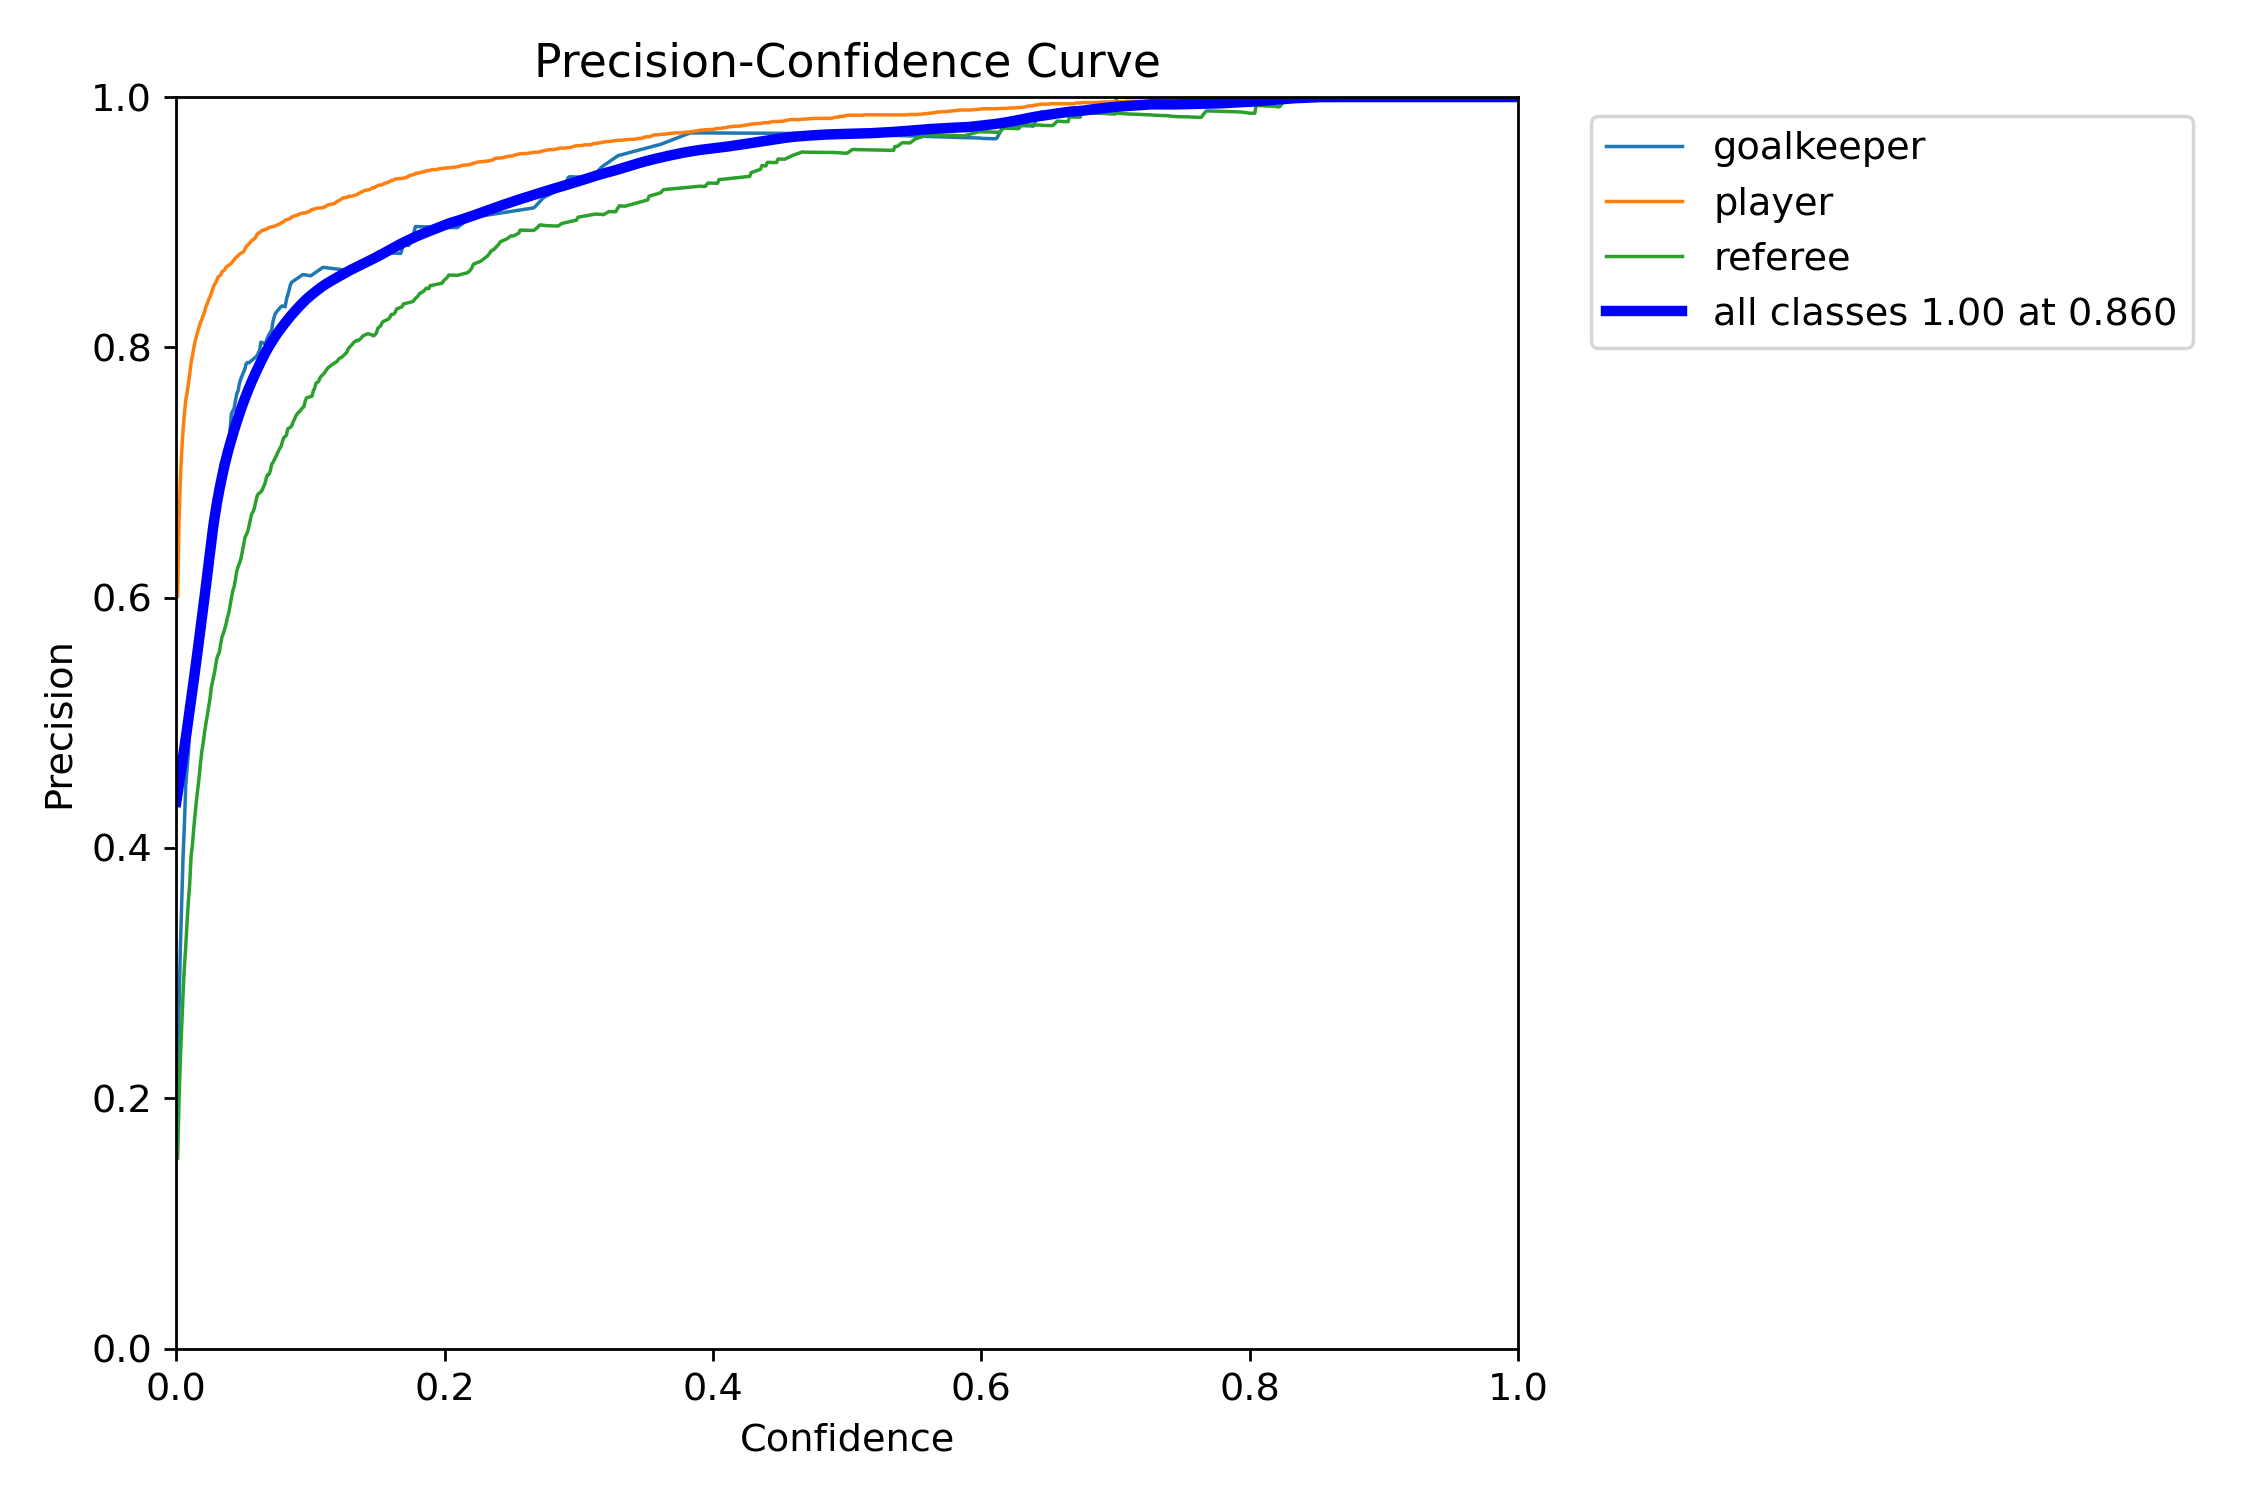 Precision-Confidence Curve
1.0
0.8
0.6
0.4
0.2
0.0
Precision
0.0 0.2 0.4 0.6 0.8 1.0
Confidence
goalkeeper
player
referee
all classes 1.00 at 0.860